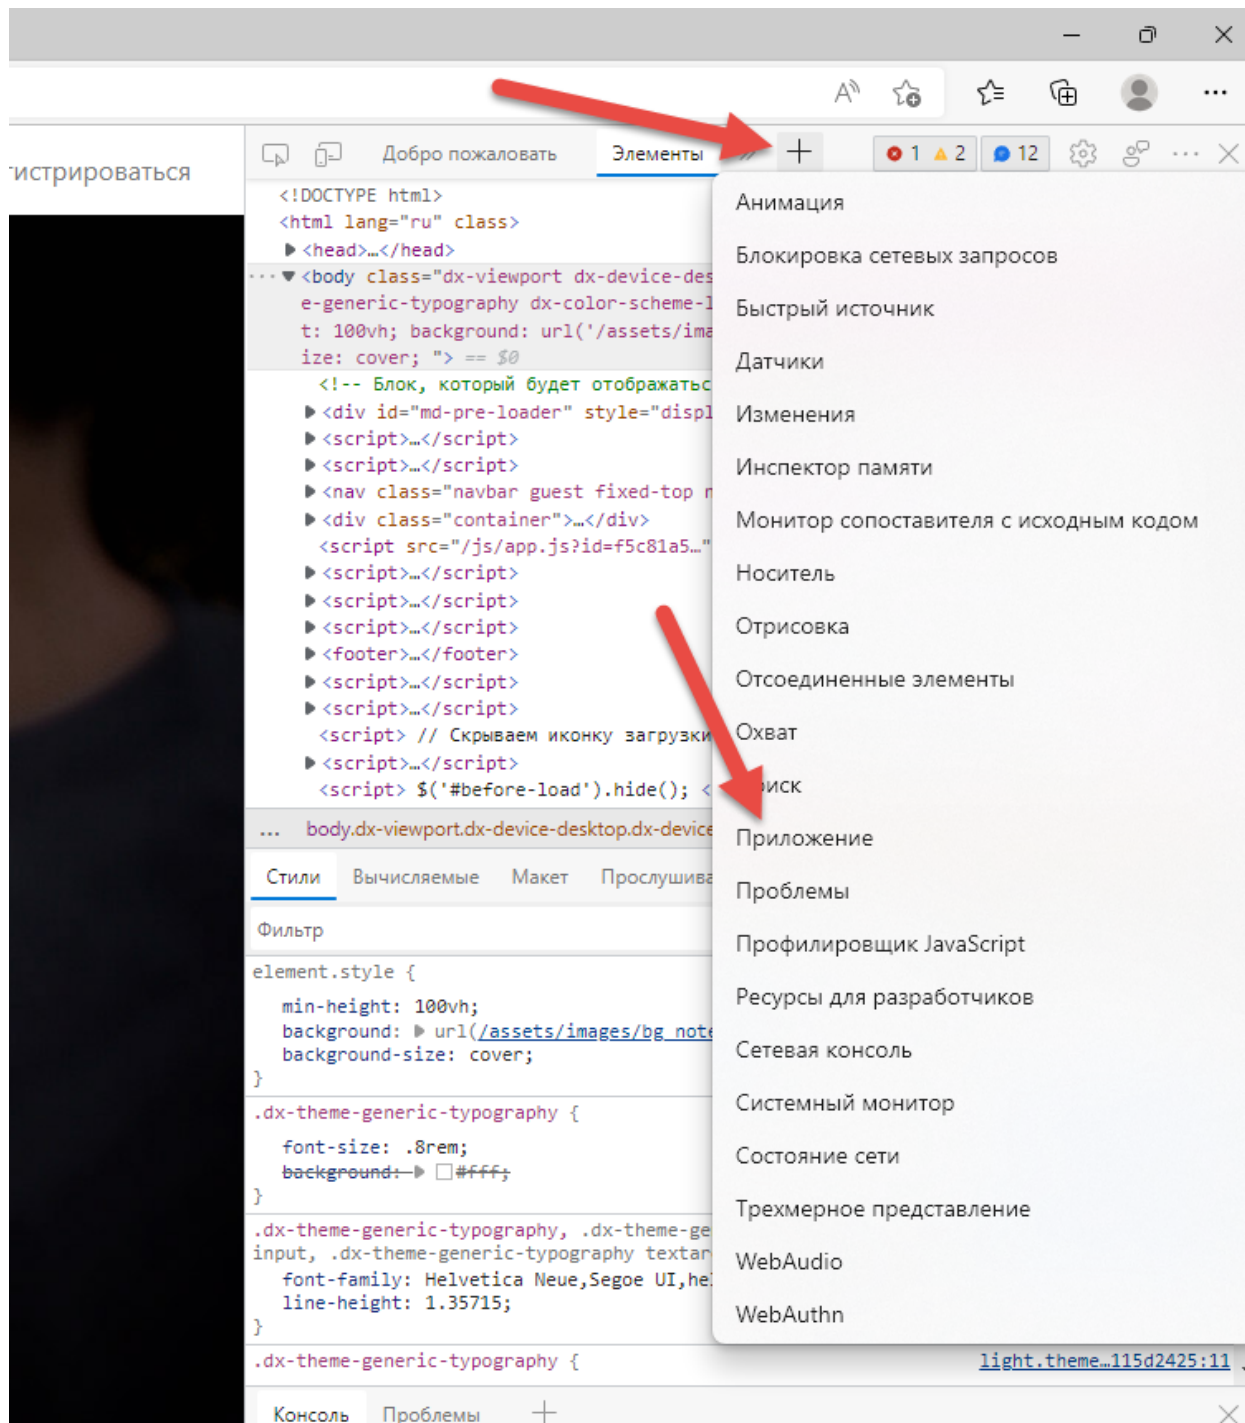 гистрироваться
Добро пожаловать
Элементы
1
2
12
<!DOCTYPE html>
<html lang="ru" class>
<head>…</head>
<body class="dx-viewport dx-device-des
e-generic-typography dx-color-scheme-l
t: 100vh; background: url('/assets/ima
ize: cover; "> == $0
<!-- Блок, который будет отображатьс
<div id="md-pre-loader" style="displ
<script>…</script>
<script>…</script>
<nav class="navbar guest fixed-top n
<div class="container">…</div>
<script src="/js/app.js?id=f5c81a5…"
<script>…</script>
<script>…</script>
<script>…</script>
<footer>…</footer>
<script>…</script>
<script>…</script>
<script> // Скрываем иконку загрузки
<script>…</script>
<script> $('#before-load').hide(); <
... body.dx-viewport.dx-device-desktop.dx-device
Стили
Вычисляемые
Макет
Прослушива
Фильтр
element.style {
min-height: 100vh;
background: url(/assets/images/bg_note
background-size: cover;
}
.dx-theme-generic-typography {
font-size: .8rem;
background: #fff;
}
.dx-theme-generic-typography, .dx-theme-ge
input, .dx-theme-generic-typography textar
font-family: Helvetica Neue,Segoe UI,hel
line-height: 1.35715;
}
.dx-theme-generic-typography {
light.theme…115d2425:11
Консоль
Проблемы
Анимация
Блокировка сетевых запросов
Быстрый источник
Датчики
Изменения
Инспектор памяти
Монитор сопоставителя с исходным кодом
Носитель
Отрисовка
Отсоединенные элементы
Охват
иск
Приложение
Проблемы
Профилировщик JavaScript
Ресурсы для разработчиков
Сетевая консоль
Системный монитор
Состояние сети
Трехмерное представление
WebAudio
WebAuthn